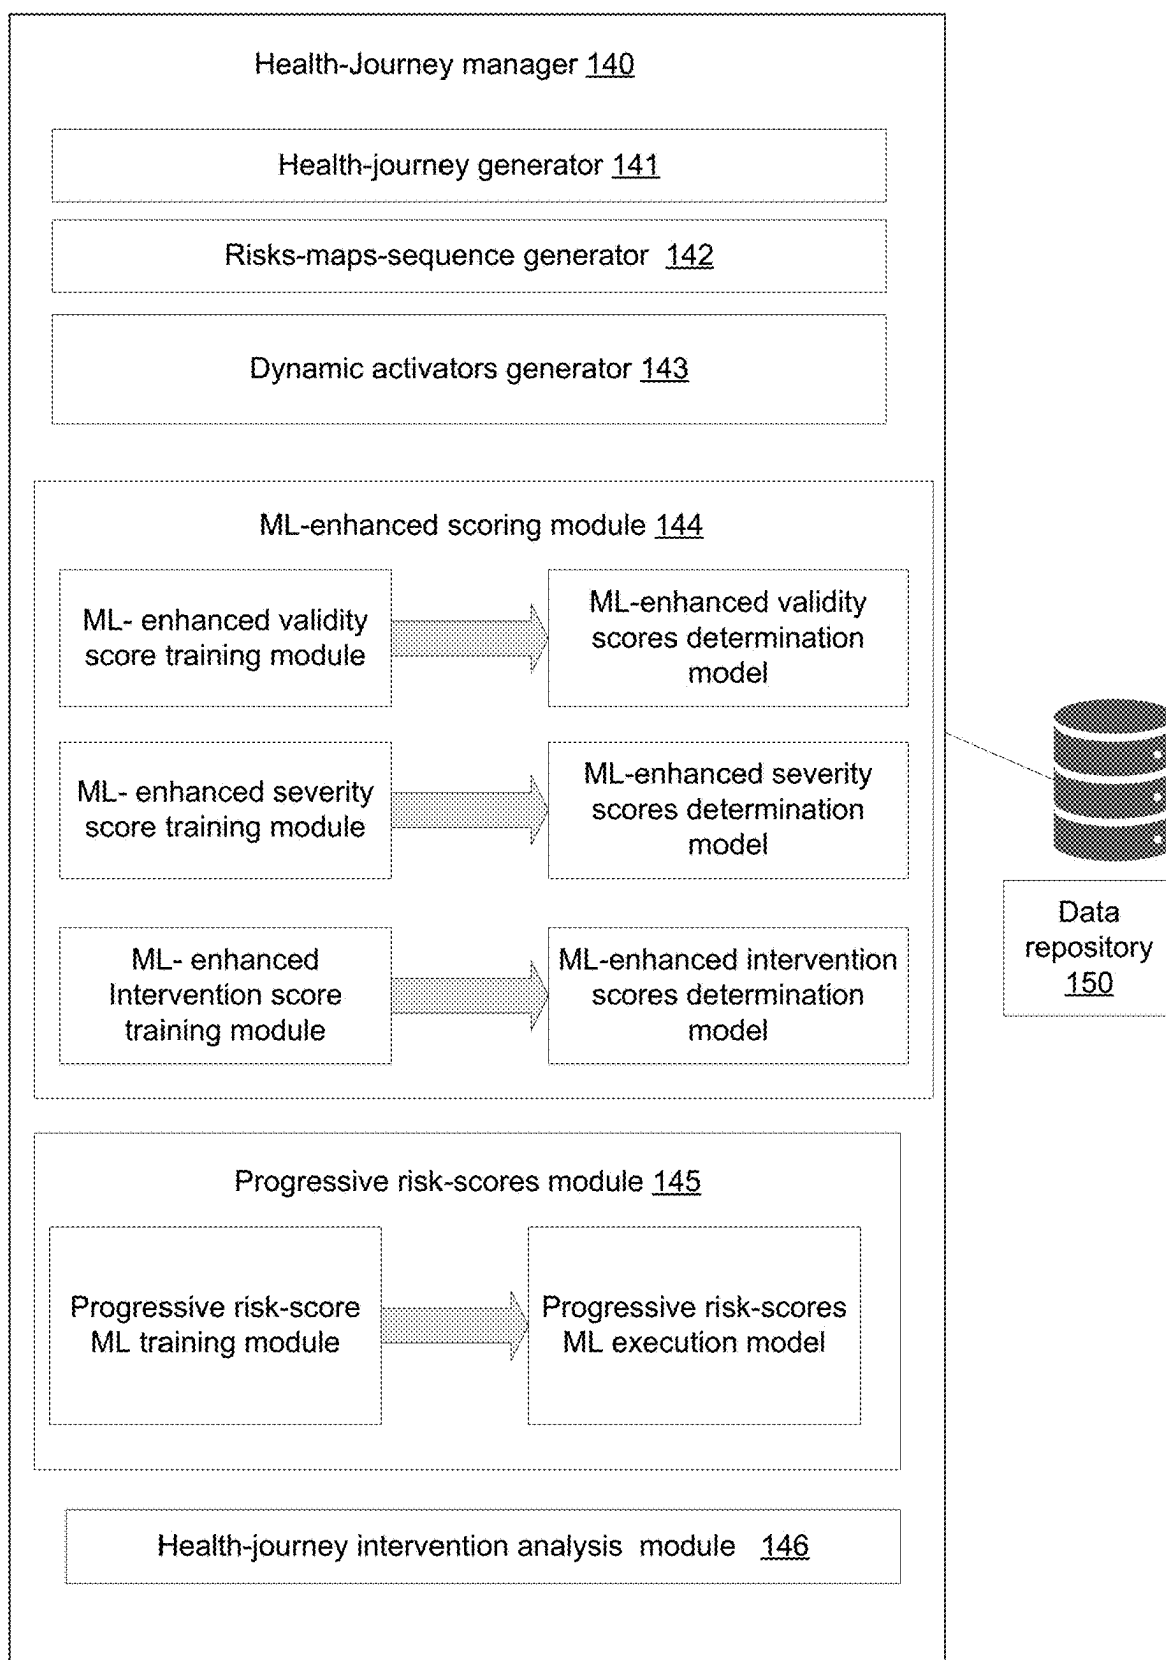 Health-Journey manager 140
Health-journey generator 141
Risks-maps-sequence generator 142
Dynamic activators generator 143
ML-enhanced scoring module 144
ML- enhanced validity
score training module
ML-enhanced validity
scores determination
model
ML- enhanced severity
score training module
ML-enhanced severity
scores determination
model
ML- enhanced
Intervention score
training module
ML-enhanced intervention
scores determination
model
Data
repository
150
Progressive risk-scores module 145
Progressive risk-score
ML training module
Progressive risk-scores
ML execution model
Health-journey intervention analysis module 146